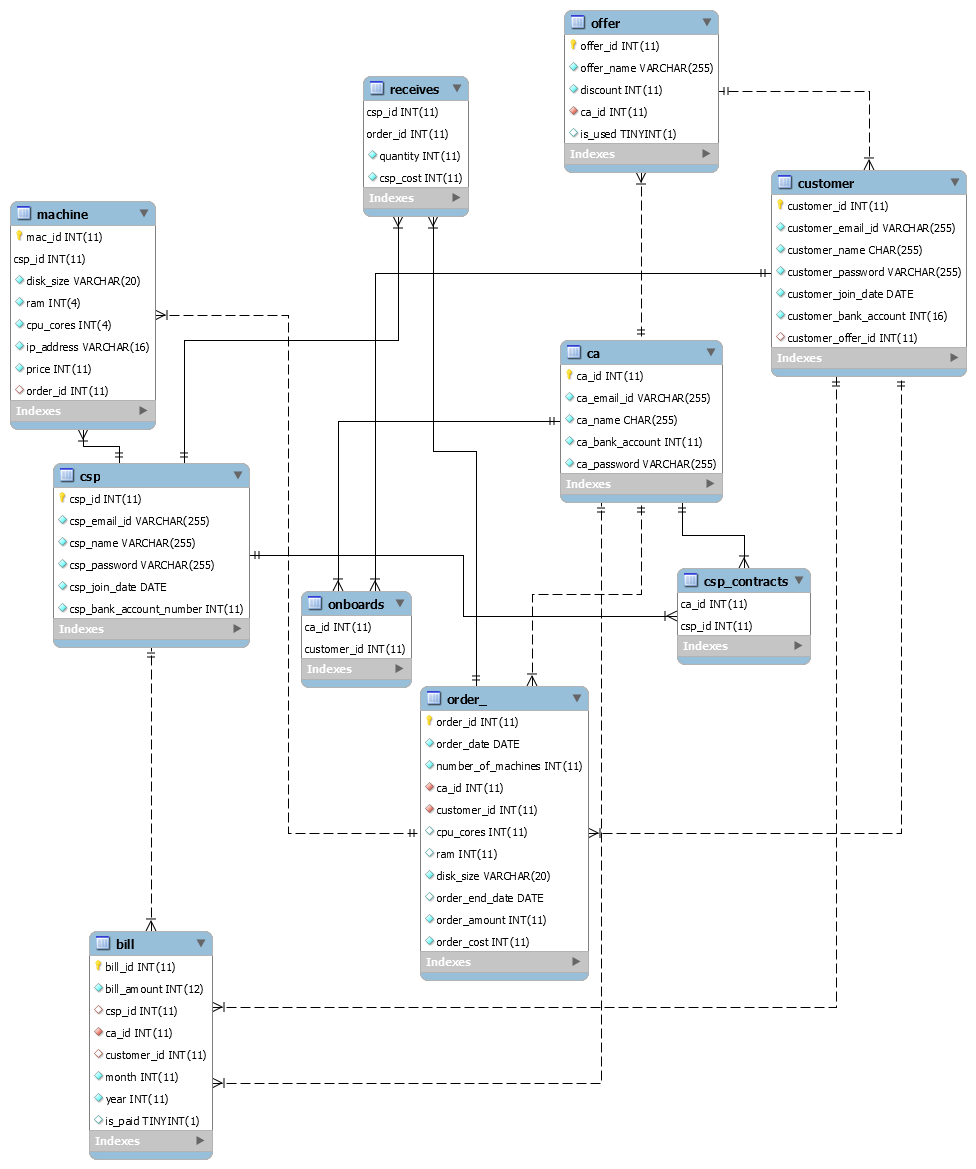 offer
offer_id INT(11)
offer_name VARCHAR(255)
discount INT(11)
ca_id INT(11)
is_used TINYINT(1)
Indexes
receives
csp_id INT(11)
order_id INT(11)
quantity INT(11)
csp_cost INT(11)
Indexes
customer
customer_id INT(11)
customer_email_id VARCHAR(255)
customer_name CHAR(255)
customer_password VARCHAR(255)
customer_join_date DATE
customer_bank_account INT(16)
customer_offer_id INT(11)
Indexes
machine
mac_id INT(11)
csp_id INT(11)
disk_size VARCHAR(20)
ram INT(4)
cpu_cores INT(4)
ip_address VARCHAR(16)
price INT(11)
order_id INT(11)
Indexes
ca
ca_id INT(11)
ca_email_id VARCHAR(255)
ca_name CHAR(255)
ca_bank_account INT(11)
ca_password VARCHAR(255)
Indexes
csp
csp_id INT(11)
csp_email_id VARCHAR(255)
csp_name VARCHAR(255)
csp_password VARCHAR(255)
csp_join_date DATE
csp_bank_account_number INT(11)
Indexes
csp_contracts
ca_id INT(11)
csp_id INT(11)
Indexes
onboards
ca_id INT(11)
customer_id INT(11)
Indexes
order_
order_id INT(11)
order_date DATE
number_of_machines INT(11)
ca_id INT(11)
customer_id INT(11)
cpu_cores INT(11)
ram INT(11)
disk_size VARCHAR(20)
order_end_date DATE
order_amount INT(11)
order_cost INT(11)
Indexes
bill
bill_id INT(11)
bill_amount INT(12)
csp_id INT(11)
ca_id INT(11)
customer_id INT(11)
month INT(11)
year INT(11)
is_paid TINYINT(1)
Indexes